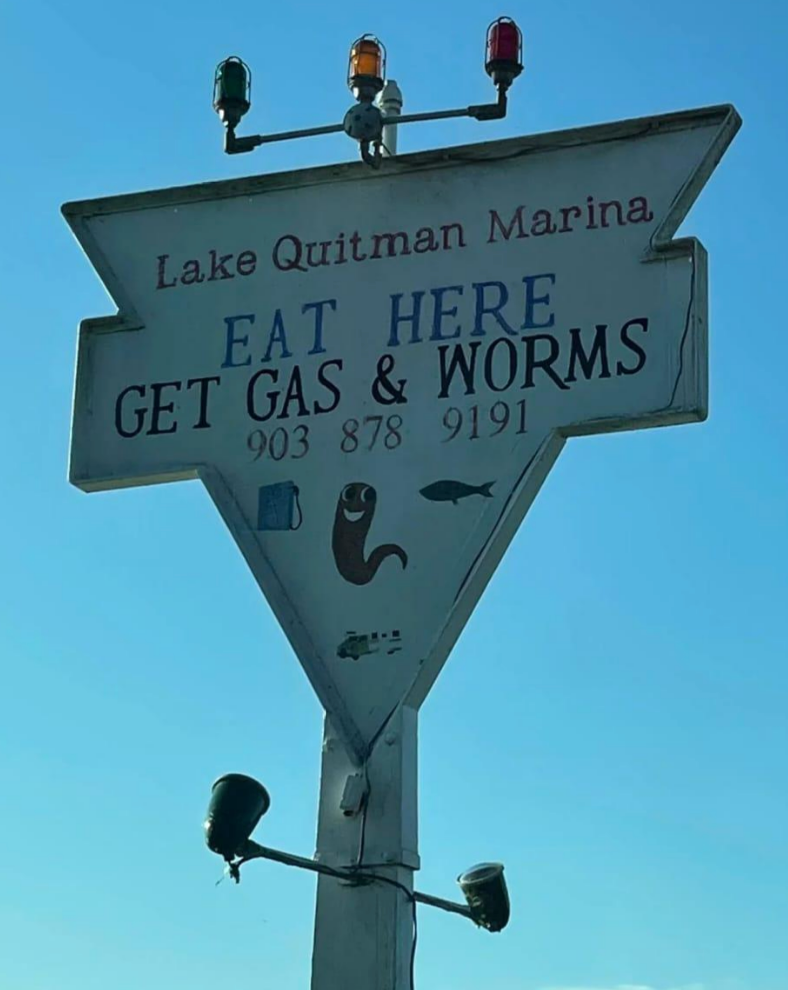 Lake Quitman Marina
EAT HERE
GET GAS & WORMS
903 878 9191